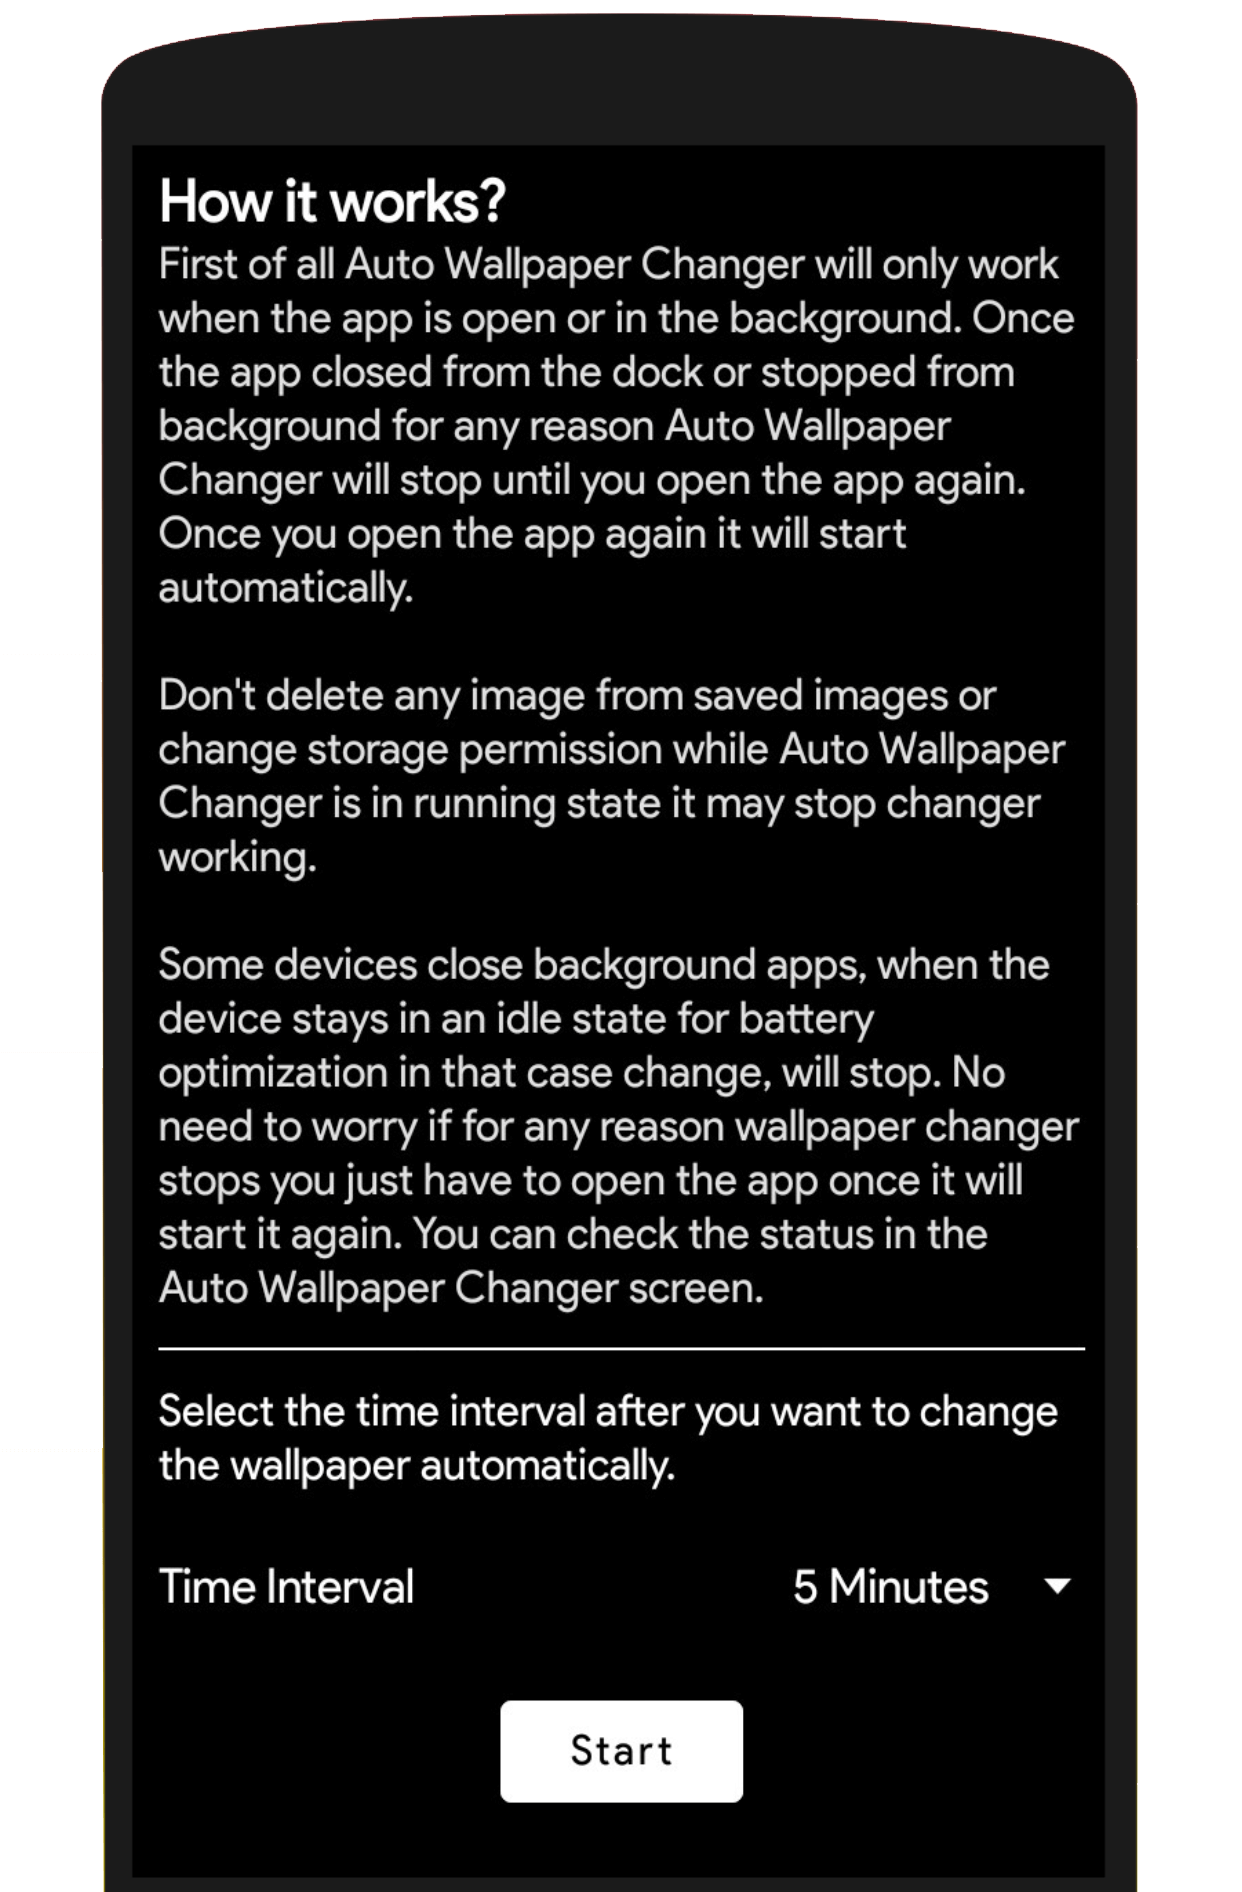 How it works?
First of all Auto Wallpaper Changer will only work
when the app is open or in the background. Once
the app closed from the dock or stopped from
background for any reason Auto Wallpaper
Changer will stop until you open the app again.
Once you open the app again it will start
automatically.
Don't delete any image from saved images or
change storage permission while Auto Wallpaper
Changer is in running state it may stop changer
working.
Some devices close background apps, when the
device stays in an idle state for battery
optimization in that case change, will stop. No
need to worry if for any reason wallpaper changer
stops you just have to open the app once it will
start it again. You can check the status in the
Auto Wallpaper Changer screen.
Select the time interval after you want to change
the wallpaper automatically.
Time Interval 5 Minutes
Start